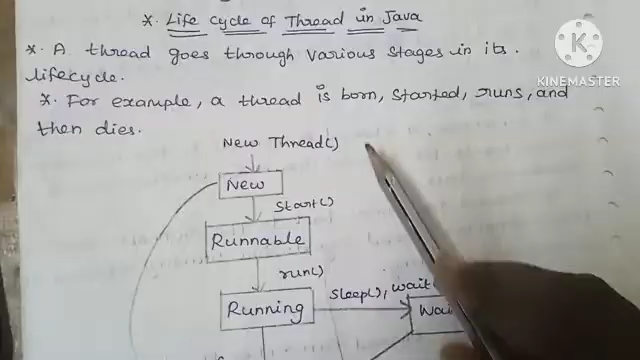 * Life cycle of Thread in Java
* A thread goes through various stages in its
lifecycle.
* For example, a thread is born, started, runs, and
then dies.
New Thread()
New
Start()
Runnable
run()
Running
Sleep(), wait
KINEMASTER